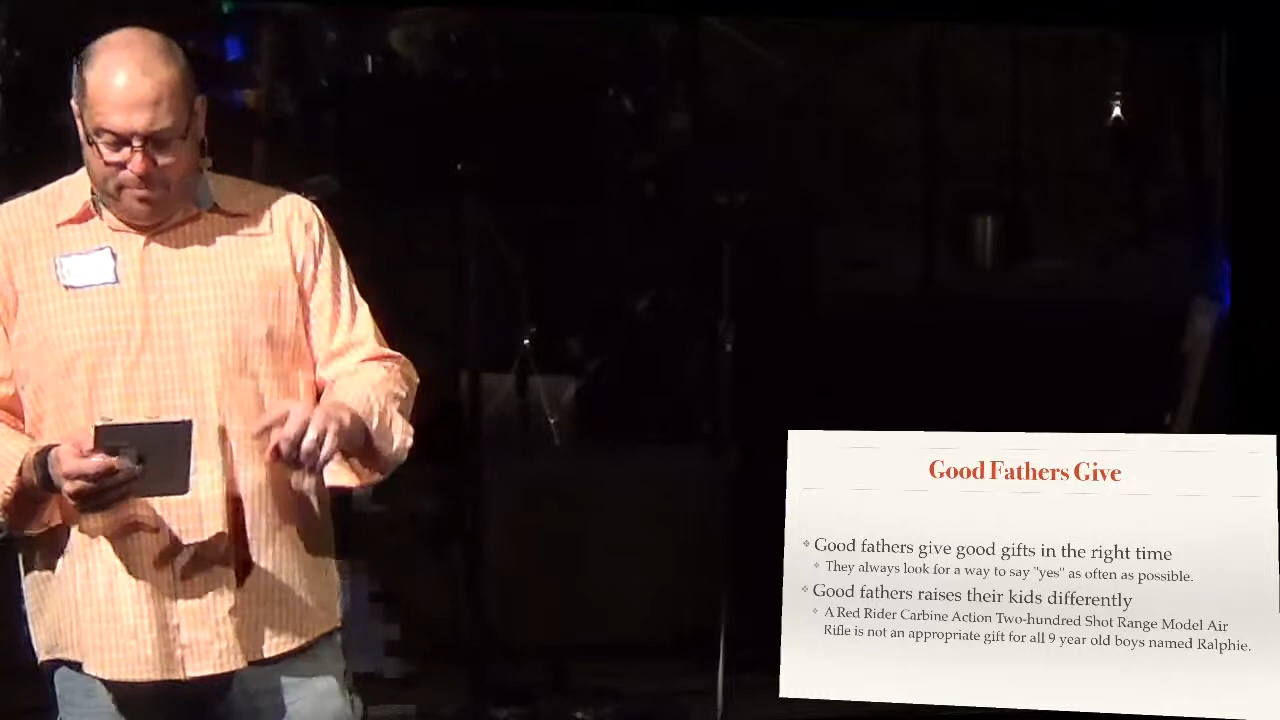 Good Fathers Give
Good fathers give good gifts in the right time
They always look for a way to say "yes" as often as possible.
Good fathers raises their kids differently
A Red Rider Carbine Action Two-hundred Shot Range Model Air
Rifle is not an appropriate gift for all 9 year old boys named Ralphie.